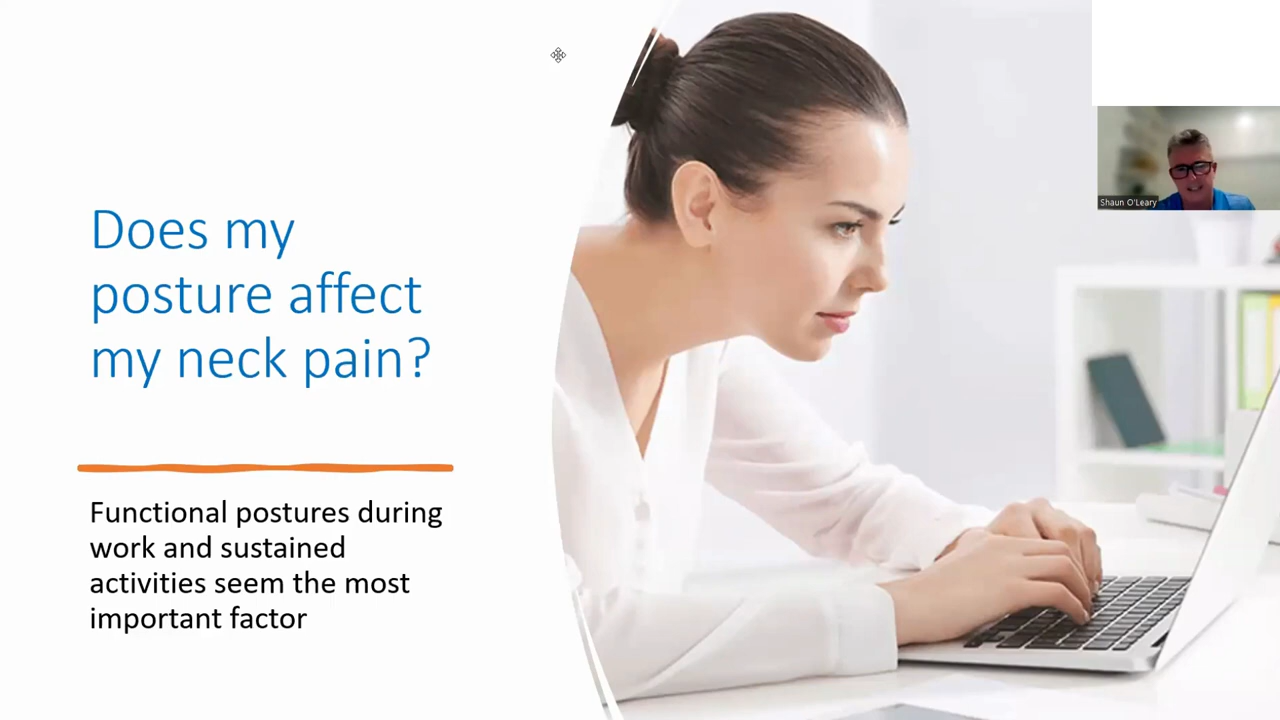 Does my
posture affect
my neck pain?
Functional postures during
work and sustained
activities seem the most
important factor
Shaun O'Leary